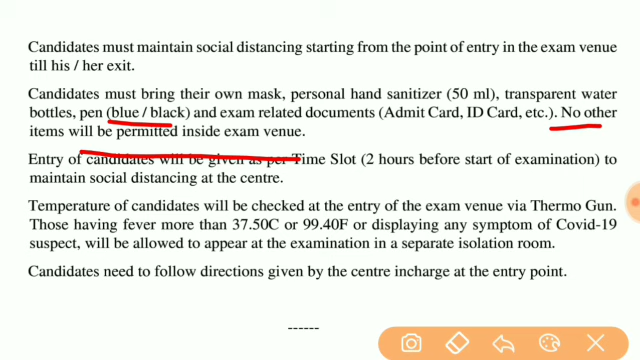 Candidates must maintain social distancing starting from the point of entry in the exam venue
till his / her exit.
Candidates must bring their own mask, personal hand sanitizer (50 ml), transparent water
bottles, pen (blue / black) and exam related documents (Admit Card, ID Card, etc.). No other
items will be permitted inside exam venue.
Entry of candidates will be given as per Time Slot (2 hours before start of examination) to
maintain social distancing at the centre.
Temperature of candidates will be checked at the entry of the exam venue via Thermo Gun.
Those having fever more than 37.50C or 99.40F or displaying any symptom of Covid-19
suspect, will be allowed to appear at the examination in a separate isolation room.
Candidates need to follow directions given by the centre incharge at the entry point.
------